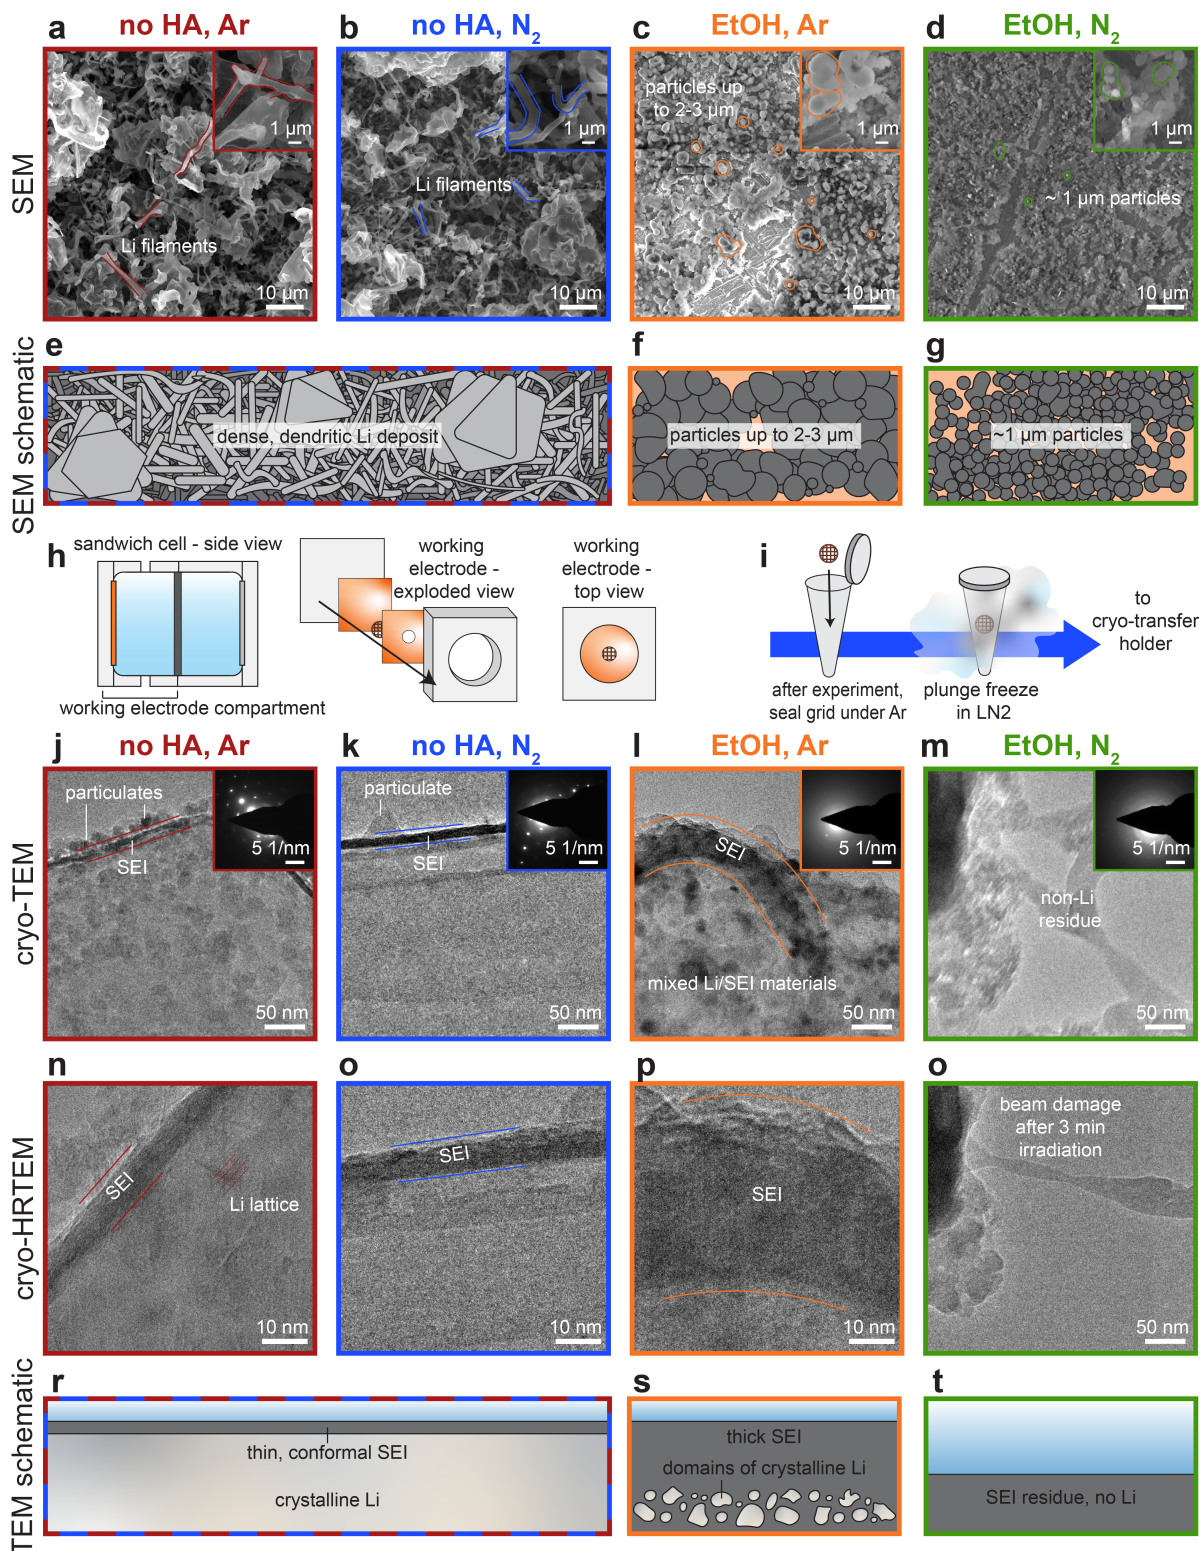 no HA, Ar
no HA, N2
EtOH, Ar
EtOH, N2
a
b
c
d
SEM
Li filaments
1 µm
10 µm
Li filaments
1 µm
10 µm
particles up
to 2-3 µm
1 µm
10 µm
~ 1 µm particles
1 µm
10 µm
SEM schematic
e
f
g
dense, dendritic Li deposit
particles up to 2-3 µm
~1 µm particles
h
sandwich cell - side view
working electrode compartment
working
electrode -
exploded view
working
electrode -
top view
i
after experiment,
seal grid under Ar
plunge freeze
in LN2
to
cryo-transfer
holder
j
no HA, Ar
k
no HA, N2
l
EtOH, Ar
m
EtOH, N2
cryo-TEM
particulates
SEI
5 1/nm
50 nm
particulate
SEI
5 1/nm
50 nm
SEI
5 1/nm
mixed Li/SEI materials
50 nm
5 1/nm
non-Li
residue
50 nm
cryo-HRTEM
n
o
p
o
SEI
Li lattice
10 nm
SEI
10 nm
SEI
10 nm
beam damage
after 3 min
irradiation
50 nm
TEM schematic
r
s
t
thin, conformal SEI
crystalline Li
thick SEI
domains of crystalline Li
SEI residue, no Li